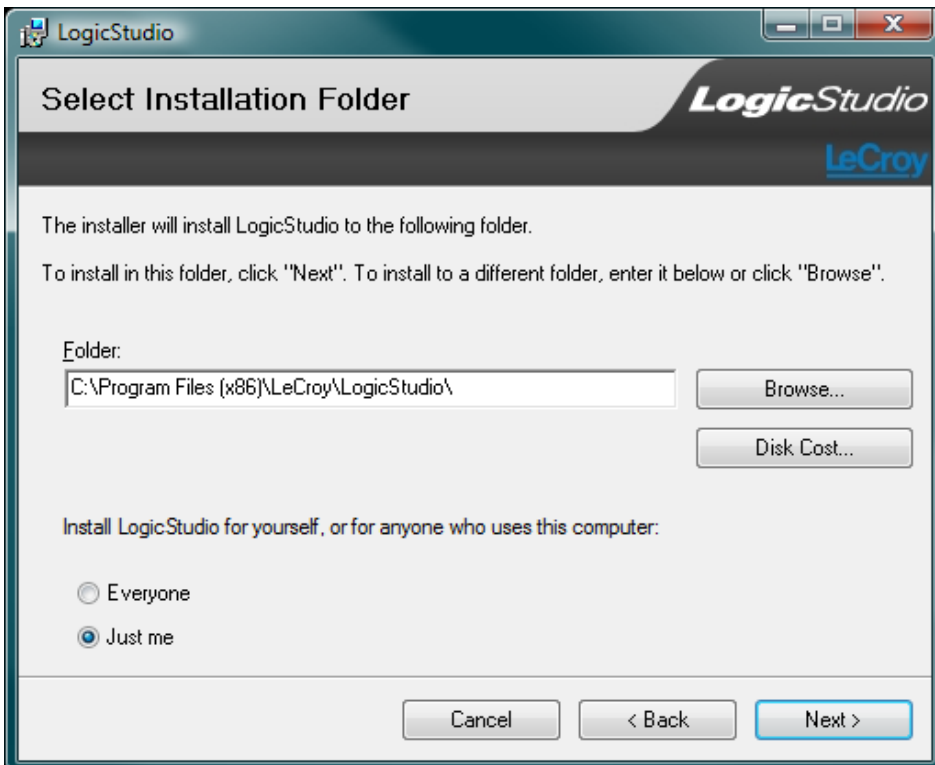 LogicStudio
Select Installation Folder
LogicStudio
LeCroy
The installer will install LogicStudio to the following folder.
To install in this folder, click "Next". To install to a different folder, enter it below or click "Browse".
Folder:
C:\Program Files (x86)\LeCroy\LogicStudio\
Browse...
Disk Cost...
Install LogicStudio for yourself, or for anyone who uses this computer:
Everyone
Just me
Cancel
< Back
Next >